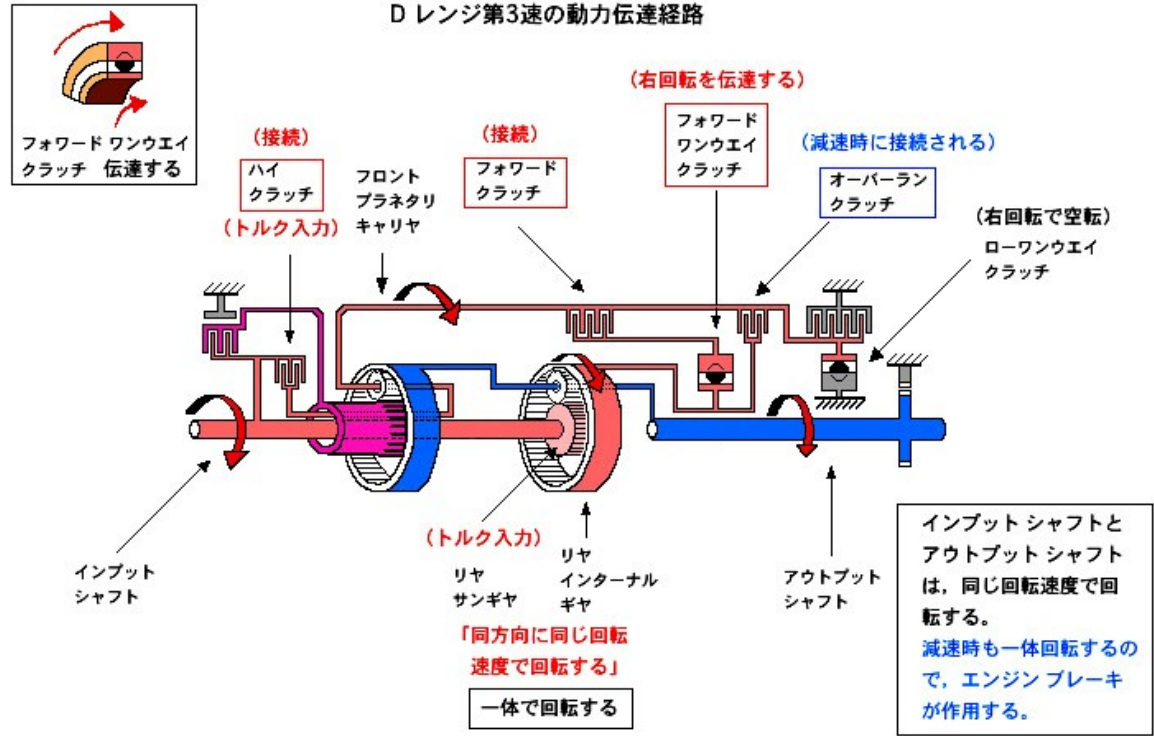 D レンジ第3速の動力伝達経路
フォワード ワンウエイ
クラッチ 伝達する
(接続)
ハイ
クラッチ
(トルク入力)
フロント
プラネタリ
キャリヤ
(接続)
フォワード
クラッチ
(右回転を伝達する)
フォワード
ワンウエイ
クラッチ
(減速時に接続される)
オーバーラン
クラッチ
(右回転で空転)
ローワンウエイ
クラッチ
インプット
シャフト
(トルク入力)
リヤ
サンギヤ
リヤ
インターナル
ギヤ
「同方向に同じ回転
速度で回転する」
一体で回転する
アウトプット
シャフト
インプット シャフトと
アウトプット シャフト
は，同じ回転速度で回
転する。
減速時も一体回転するの
で，エンジン ブレーキ
が作用する。